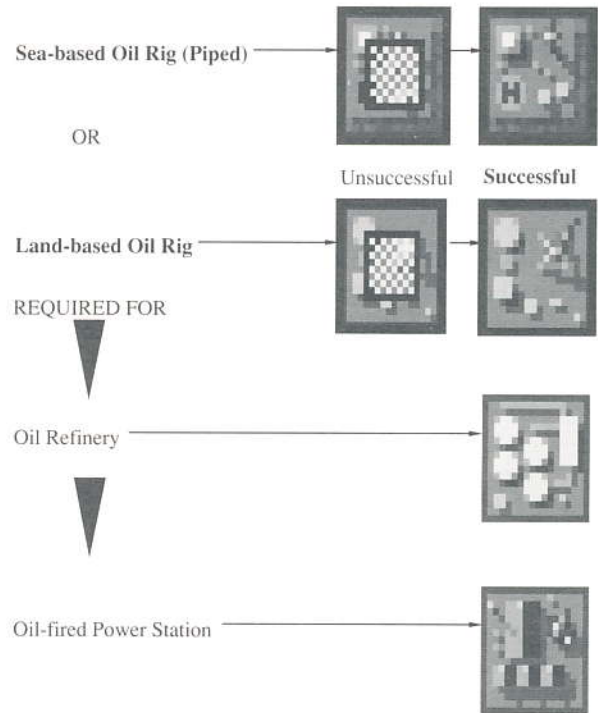 Sea-based Oil Rig (Piped)
H
OR
Unsuccessful Successful
Land-based Oil Rig
REQUIRED FOR
Oil Refinery
Oil-fired Power Station